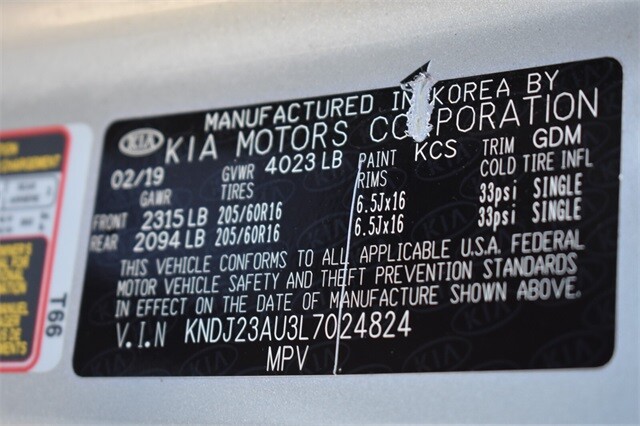 MANUFACTURED IN KOREA BY
KIA KIA MOTORS CORPORATION
02/19 GVWR 4023 LB PAINT KCS TRIM GDM
GAWR TIRES RIMS COLD TIRE INFL
FRONT 2315 LB 205/60R16 6.5Jx16 33psi SINGLE
REAR 2094 LB 205/60R16 6.5Jx16 33psi SINGLE
THIS VEHICLE CONFORMS TO ALL APPLICABLE U.S.A. FEDERAL
MOTOR VEHICLE SAFETY AND THEFT PREVENTION STANDARDS
IN EFFECT ON THE DATE OF MANUFACTURE SHOWN ABOVE.
V.I.N KNDJ23AU3L7024824
MPV
T66